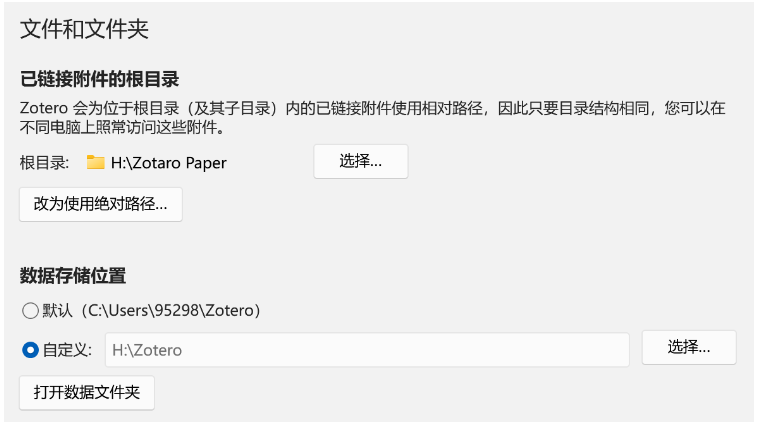 文件和文件夹
已链接附件的根目录
Zotero 会为位于根目录（及其子目录）内的已链接附件使用相对路径，因此只要目录结构相同，您可以在
不同电脑上照常访问这些附件。
根目录: H:\Zotaro Paper 选择...
改为使用绝对路径...
数据存储位置
默认（C:\Users\95298\Zotero）
自定义: H:\Zotero 选择...
打开数据文件夹